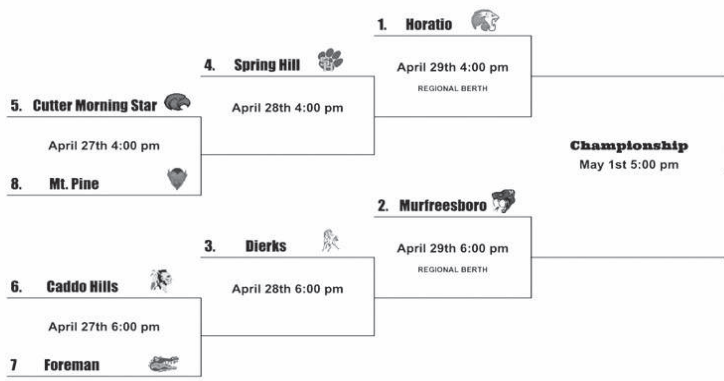 1. Horatio
April 29th 4:00 pm
REGIONAL BERTH
4. Spring Hill
April 28th 4:00 pm
5. Cutter Morning Star
April 27th 4:00 pm
8. Mt. Pine
Championship
May 1st 5:00 pm
2. Murfreesboro
April 29th 6:00 pm
REGIONAL BERTH
3. Dierks
April 28th 6:00 pm
6. Caddo Hills
April 27th 6:00 pm
7 Foreman